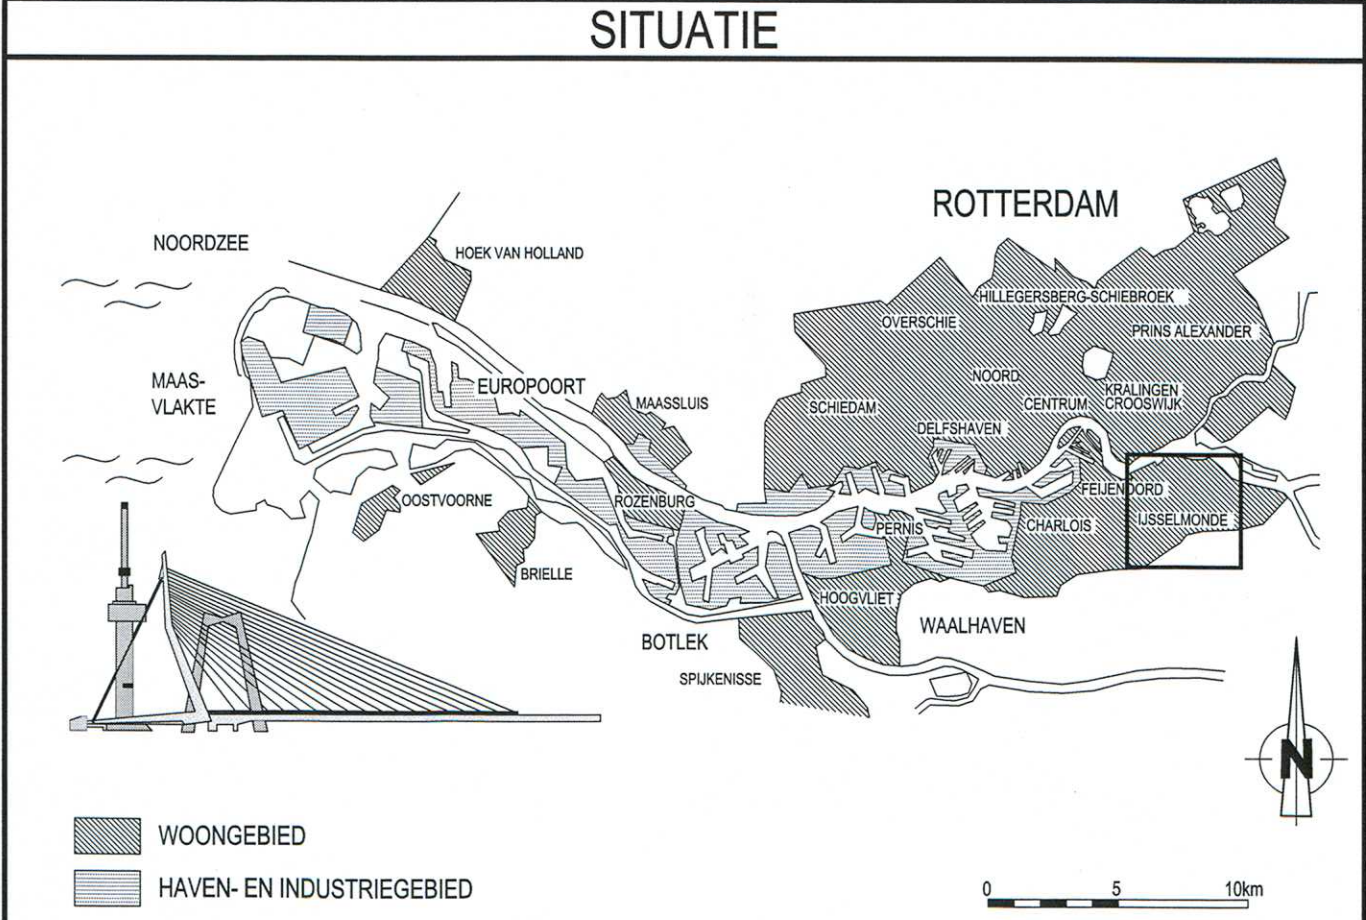 SITUATIE
ROTTERDAM
NOORDZEE
HOEK VAN HOLLAND
HILLEGERSBERG-SCHIEBROEK
OVERSCHIE
PRINS ALEXANDER
MAAS-
VLAKTE
EUROPOORT
NOORD
KRALINGEN
CROOSWIJK
MAASSLUIS
SCHIEDAM
CENTRUM
DELFSHAVEN
OOSTVOORNE
ROZENBURG
FEIJENOORD
PERNIS
CHARLOIS
IJSSELMONDE
BRIELLE
HOOGVLIET
WAALHAVEN
BOTLEK
SPIJKENISSE
N
WOONGEBIED
HAVEN- EN INDUSTRIEGEBIED
0 5 10km